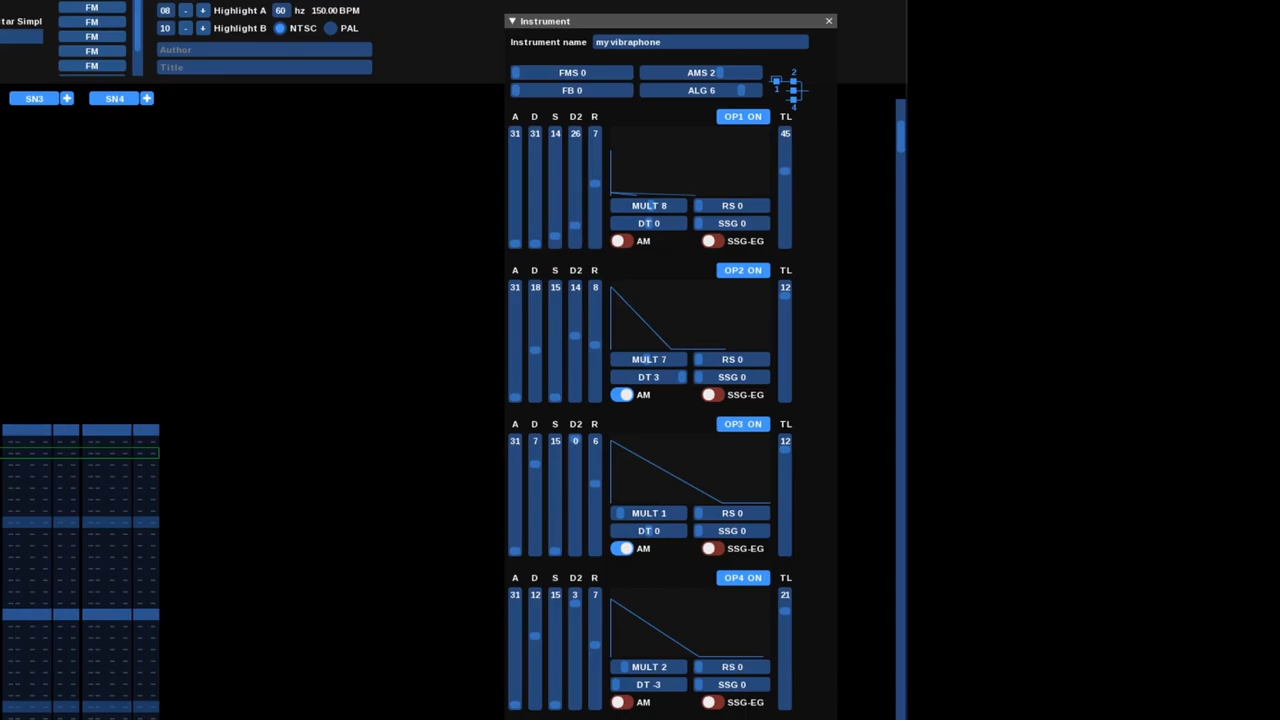 tar Simpl
FM
FM
FM
FM
FM
08 - + Highlight A 60 hz 150.00 BPM
10 - + Highlight B NTSC PAL
Author
Title
SN3 +
SN4 +
▼ Instrument ×
Instrument name my vibraphone
FMS 0 AMS 2
FB 0 ALG 6
2
1
4
A D S D2 R OP1 ON TL
31 31 14 26 7 45
MULT 8 RS 0
DT 0 SSG 0
AM SSG-EG
A D S D2 R OP2 ON TL
31 18 15 14 8 12
MULT 7 RS 0
DT 3 SSG 0
AM SSG-EG
A D S D2 R OP3 ON TL
31 7 15 0 6 12
MULT 1 RS 0
DT 0 SSG 0
AM SSG-EG
A D S D2 R OP4 ON TL
31 12 15 3 7 21
MULT 2 RS 0
DT -3 SSG 0
AM SSG-EG